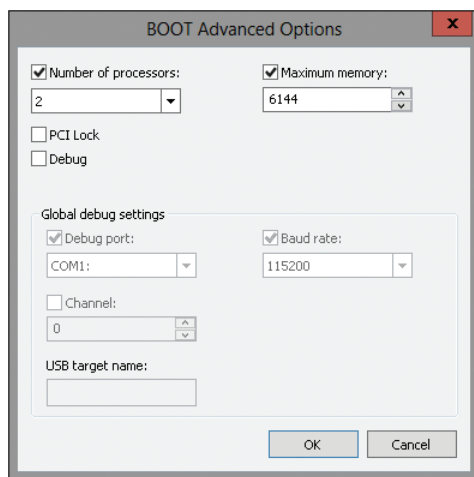 BOOT Advanced Options
x
Number of processors:
Maximum memory:
2
6144
PCI Lock
Debug
Global debug settings
Debug port:
Baud rate:
COM1:
115200
Channel:
0
USB target name:
OK
Cancel